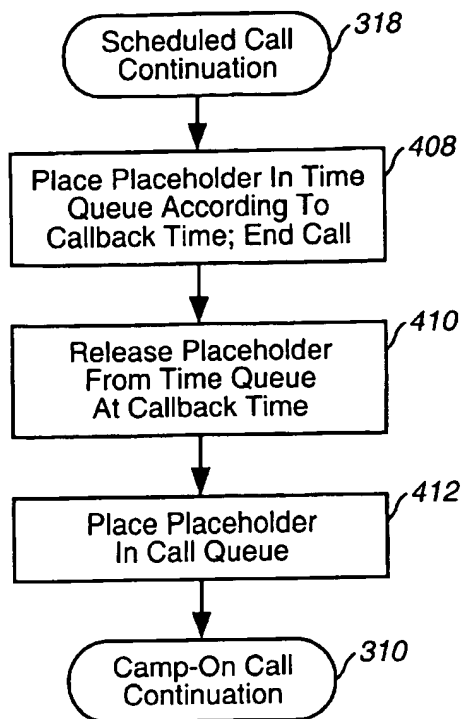 Scheduled Call
Continuation
318
408
Place Placeholder In Time
Queue According To
Callback Time; End Call
410
Release Placeholder
From Time Queue
At Callback Time
412
Place Placeholder
In Call Queue
Camp-On Call
Continuation
310